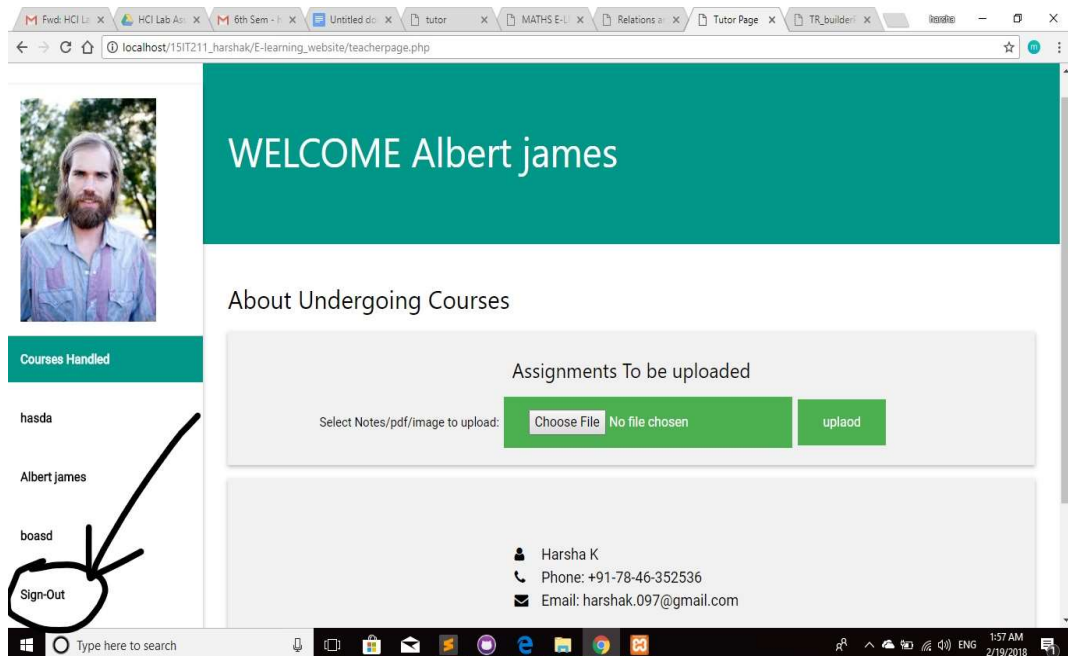 Fwd: HCI La
HCI Lab Ass
6th Sem - h
Untitled do
tutor
MATHS E-L
Relations a
Tutor Page
TR_builder
harsha
localhost/15IT211_harshak/E-learning_website/teacherpage.php
WELCOME Albert james
About Undergoing Courses
Courses Handled
hasda
Albert james
boasd
Sign-Out
Assignments To be uploaded
Select Notes/pdf/image to upload:
Choose File No file chosen
uplaod
Harsha K
Phone: +91-78-46-352536
Email: harshak.097@gmail.com
Type here to search
ENG
1:57 AM
2/19/2018